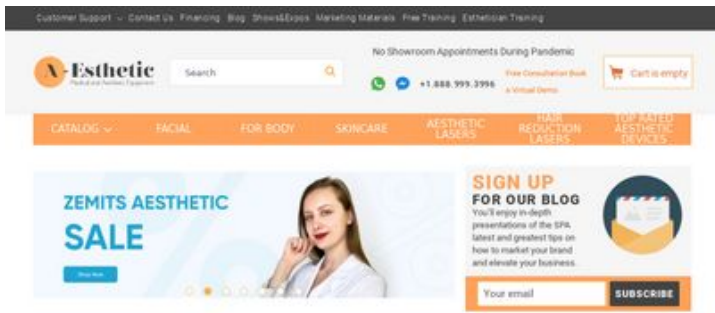 Customer Support Contact Us Financing Blog Shows&Expos Marketing Materials Free Training Esthetician Training
No Showroom Appointments During Pandemic
A-Esthetic
Medical and Aesthetic Equipment
Search
+1.888.999.3996
Free Consultation Book
a Virtual Demo
Cart is empty
CATALOG
FACIAL
FOR BODY
SKINCARE
AESTHETIC
LASERS
HAIR
REDUCTION
LASERS
TOP RATED
AESTHETIC
DEVICES
ZEMITS AESTHETIC
SALE
Shop Now
SIGN UP
FOR OUR BLOG
You'll enjoy in-depth
presentations of the SPA
latest and greatest tips on
how to market your brand
and elevate your business.
Your email
SUBSCRIBE